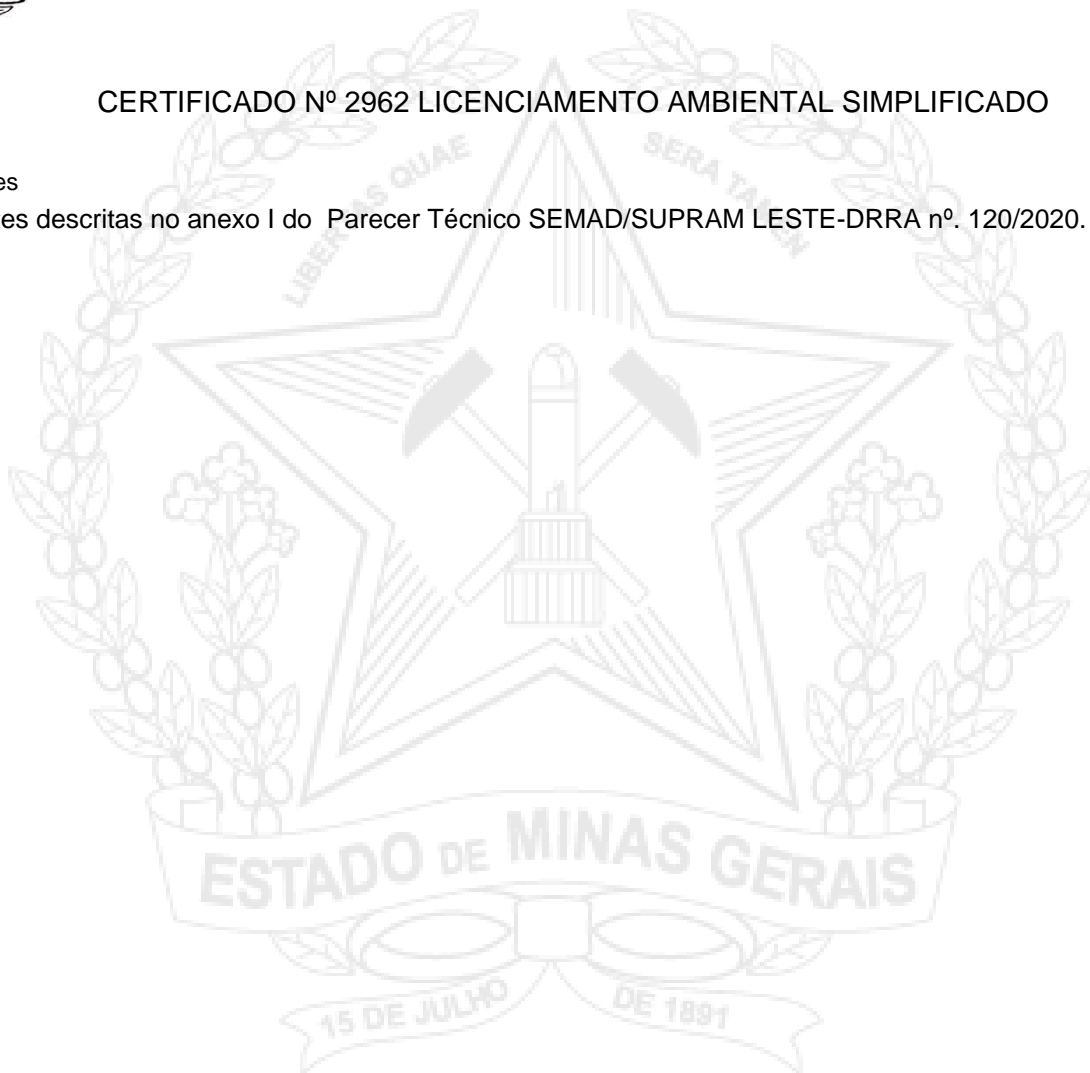 CERTIFICADO Nº 2962 LICENCIAMENTO AMBIENTAL SIMPLIFICADO
es
es descritas no anexo I do Parecer Técnico SEMAD/SUPRAM LESTE-DRRA nº. 120/2020.
LIBERTAS QUAE SERA TAMEN
ESTADO DE MINAS GERAIS
15 DE JULHO DE 1891